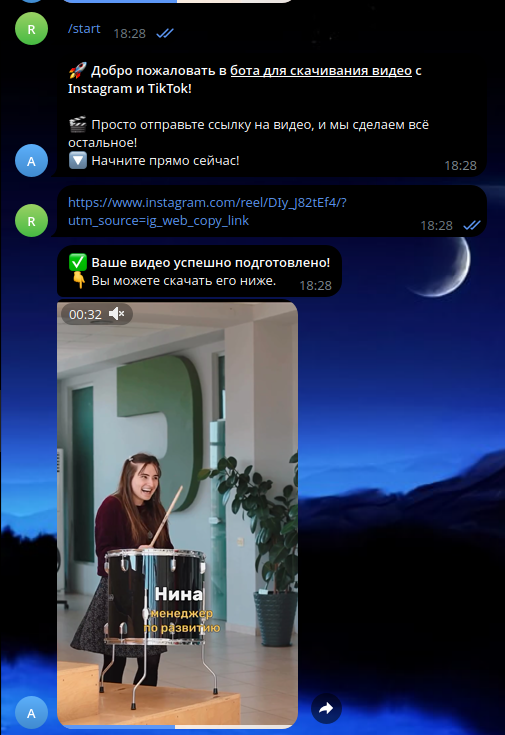 R
/start 18:28
🚀 Добро пожаловать в бота для скачивания видео с
Instagram и TikTok!
🎬 Просто отправьте ссылку на видео, и мы сделаем всё
остальное!
🔽 Начните прямо сейчас!
A
18:28
https://www.instagram.com/reel/DIy_J82tEf4/?
utm_source=ig_web_copy_link
R
18:28
✅ Ваше видео успешно подготовлено!
👇 Вы можете скачать его ниже. 18:28
00:32
Нина
менеджер
по развитию
A